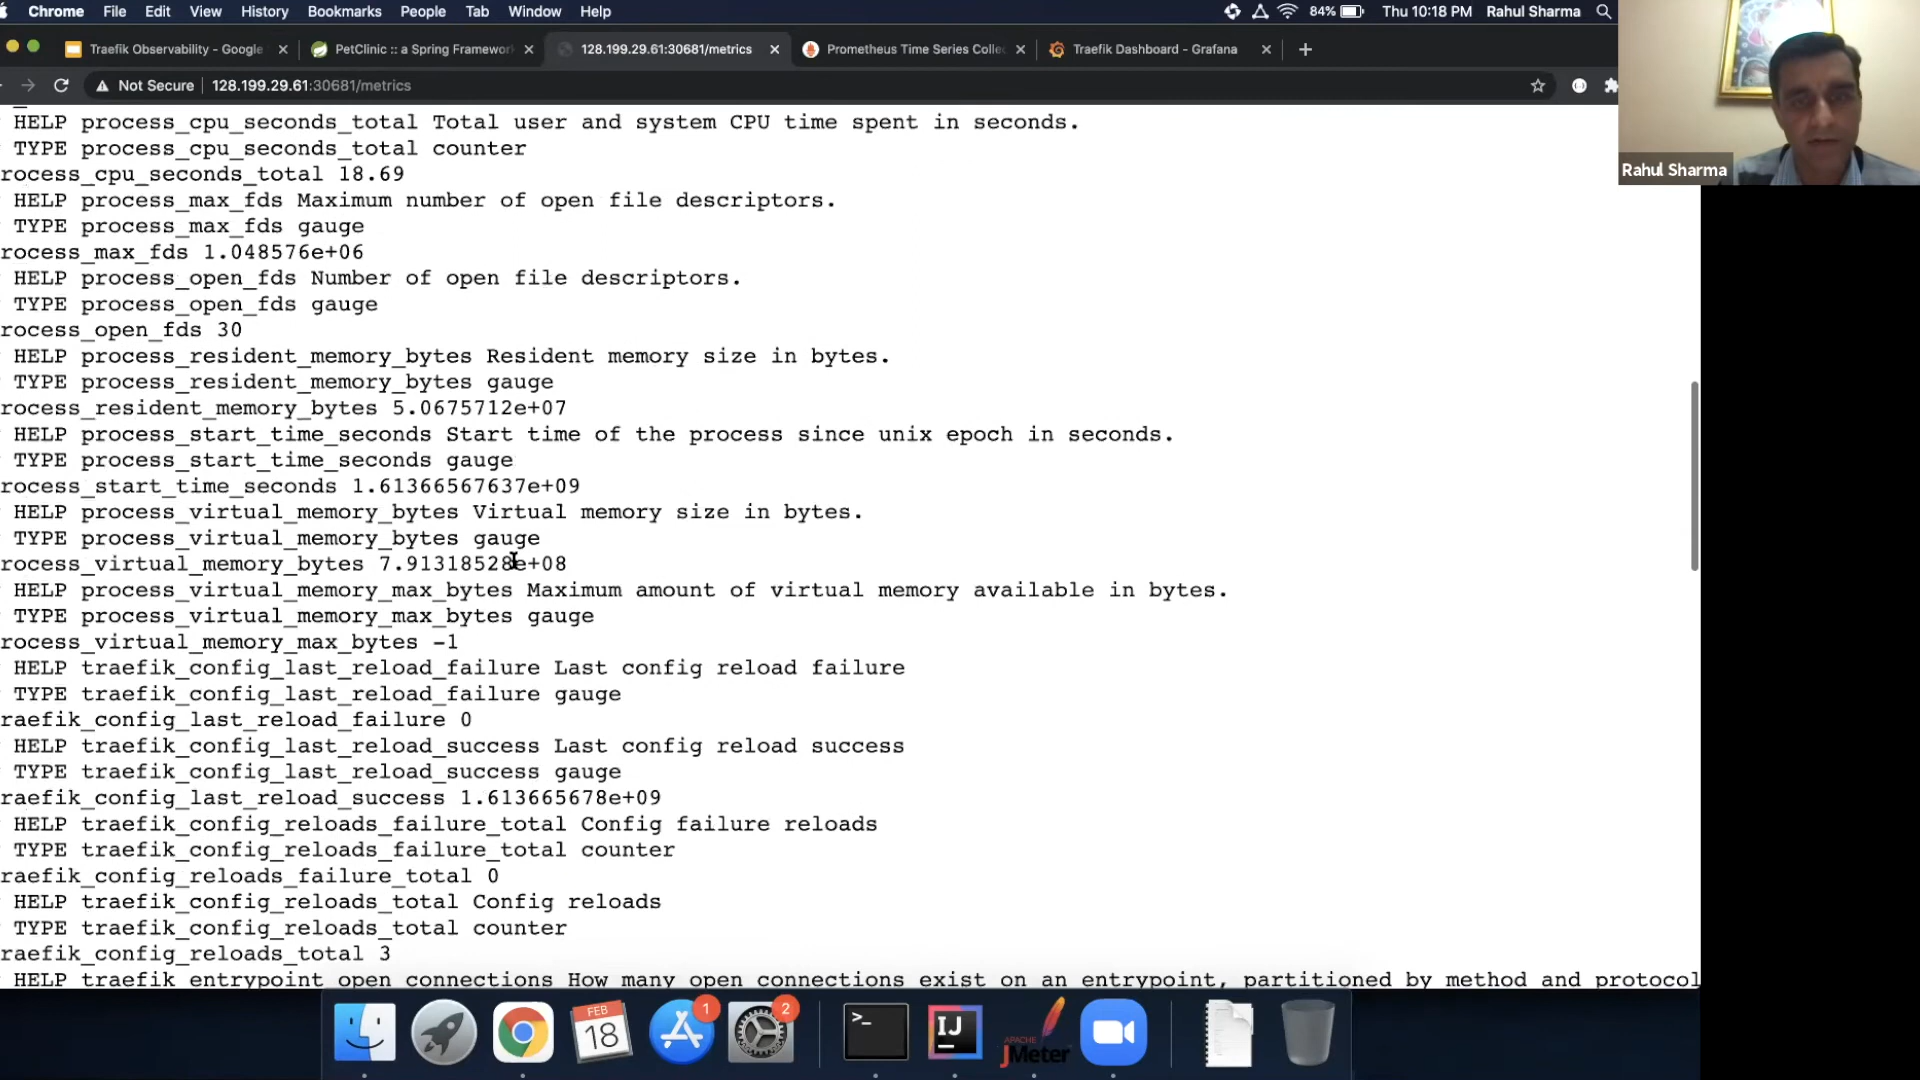 Chrome File Edit View History Bookmarks People Tab Window Help 84% Thu 10:18 PM Rahul Sharma
Traefik Observability - Google PetClinic :: a Spring Framework 128.199.29.61:30681/metrics Prometheus Time Series Collec Traefik Dashboard - Grafana
Not Secure 128.199.29.61:30681/metrics
Rahul Sharma
HELP process_cpu_seconds_total Total user and system CPU time spent in seconds.
TYPE process_cpu_seconds_total counter
rocess_cpu_seconds_total 18.69
HELP process_max_fds Maximum number of open file descriptors.
TYPE process_max_fds gauge
rocess_max_fds 1.048576e+06
HELP process_open_fds Number of open file descriptors.
TYPE process_open_fds gauge
rocess_open_fds 30
HELP process_resident_memory_bytes Resident memory size in bytes.
TYPE process_resident_memory_bytes gauge
rocess_resident_memory_bytes 5.0675712e+07
HELP process_start_time_seconds Start time of the process since unix epoch in seconds.
TYPE process_start_time_seconds gauge
rocess_start_time_seconds 1.61366567637e+09
HELP process_virtual_memory_bytes Virtual memory size in bytes.
TYPE process_virtual_memory_bytes gauge
rocess_virtual_memory_bytes 7.91318528e+08
HELP process_virtual_memory_max_bytes Maximum amount of virtual memory available in bytes.
TYPE process_virtual_memory_max_bytes gauge
rocess_virtual_memory_max_bytes -1
HELP traefik_config_last_reload_failure Last config reload failure
TYPE traefik_config_last_reload_failure gauge
raefik_config_last_reload_failure 0
HELP traefik_config_last_reload_success Last config reload success
TYPE traefik_config_last_reload_success gauge
raefik_config_last_reload_success 1.613665678e+09
HELP traefik_config_reloads_failure_total Config failure reloads
TYPE traefik_config_reloads_failure_total counter
raefik_config_reloads_failure_total 0
HELP traefik_config_reloads_total Config reloads
TYPE traefik_config_reloads_total counter
raefik_config_reloads_total 3
HELP traefik_entrypoint_open_connections How many open connections exist on an entrypoint, partitioned by method and protocol
FEB
18
1
2
>_
IJ
APACHE
JMeter